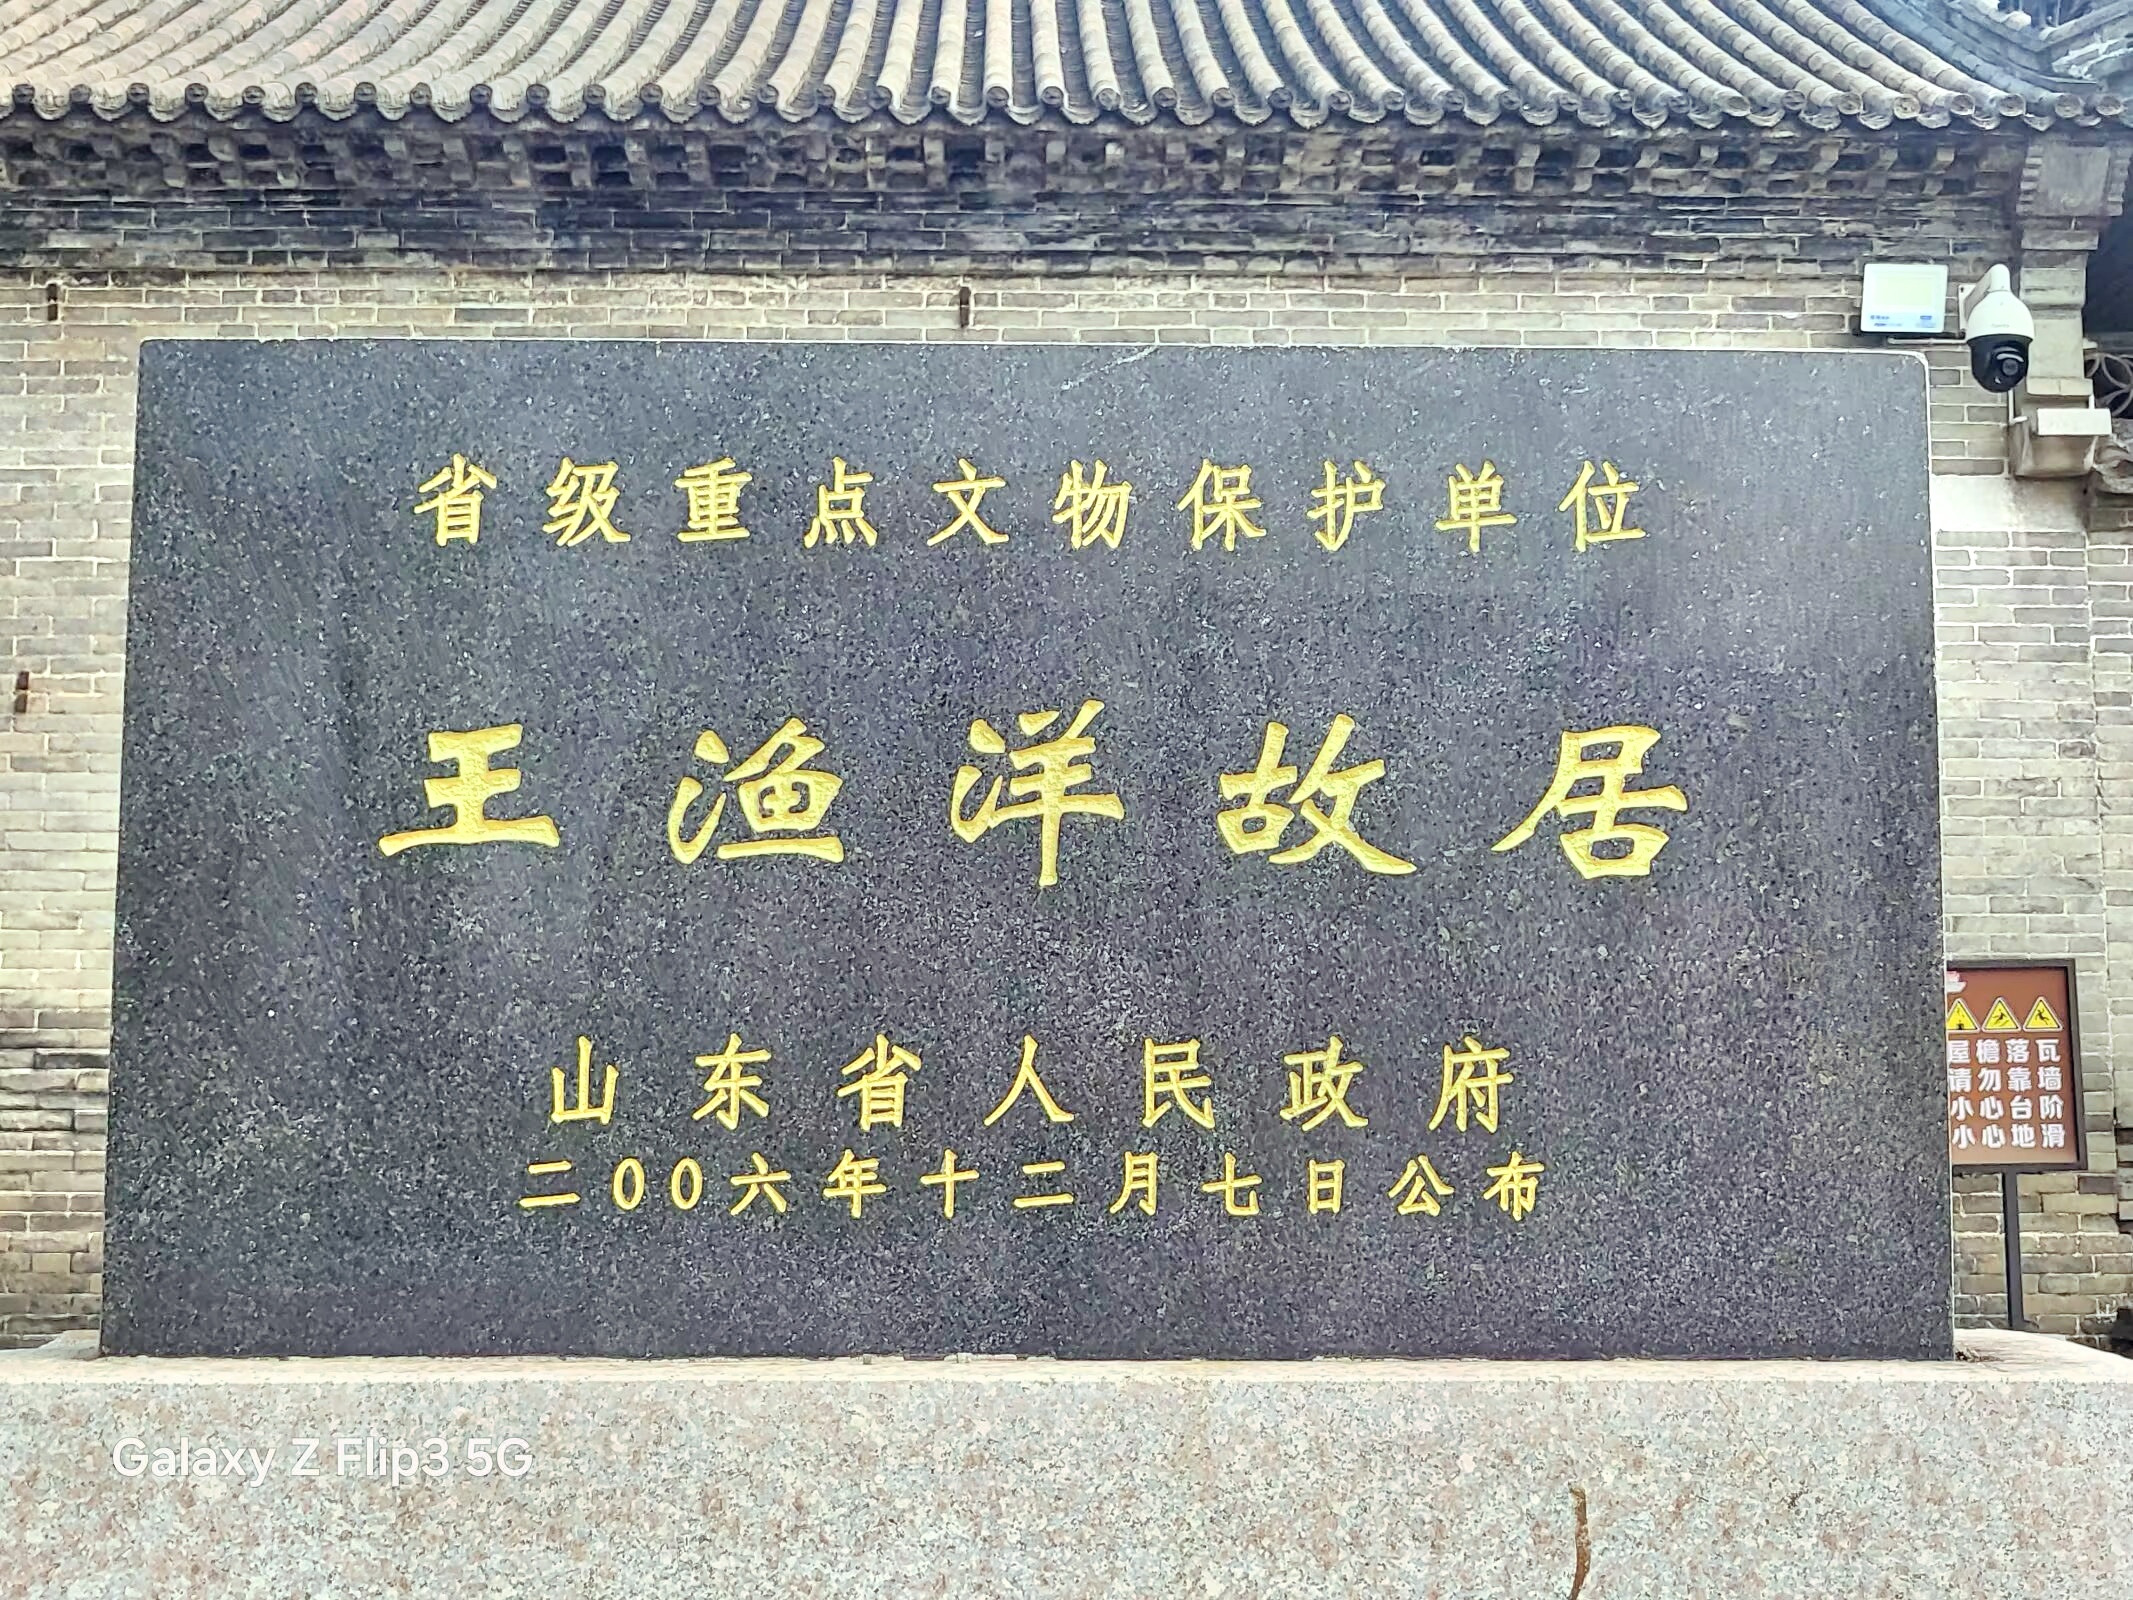 省级重点文物保护单位
王渔洋故居
山东省人民政府
二00六年十二月七日公布
屋檐落瓦
请勿靠墙
小心台阶
小心地滑
Galaxy Z Flip3 5G